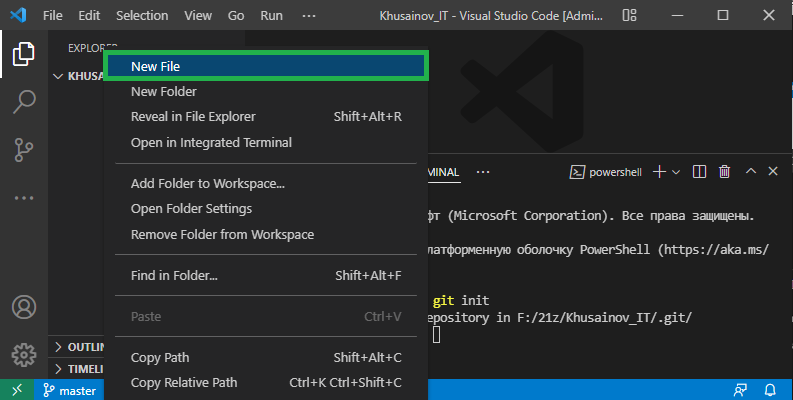 File Edit Selection View Go Run ... Khusainov_IT - Visual Studio Code [Admi...
EXPLORER
KHUSA
New File
New Folder
Reveal in File Explorer Shift+Alt+R
Open in Integrated Terminal
Add Folder to Workspace...
Open Folder Settings
Remove Folder from Workspace
Find in Folder... Shift+Alt+F
Paste Ctrl+V
Copy Path Shift+Alt+C
Copy Relative Path Ctrl+K Ctrl+Shift+C
MINAL ... powershell
фт (Microsoft Corporation). Все права защищены.
латформенную оболочку PowerShell (https://aka.ms/
git init
epository in F:/21z/Khusainov_IT/.git/
OUTLIN
TIMELI
master